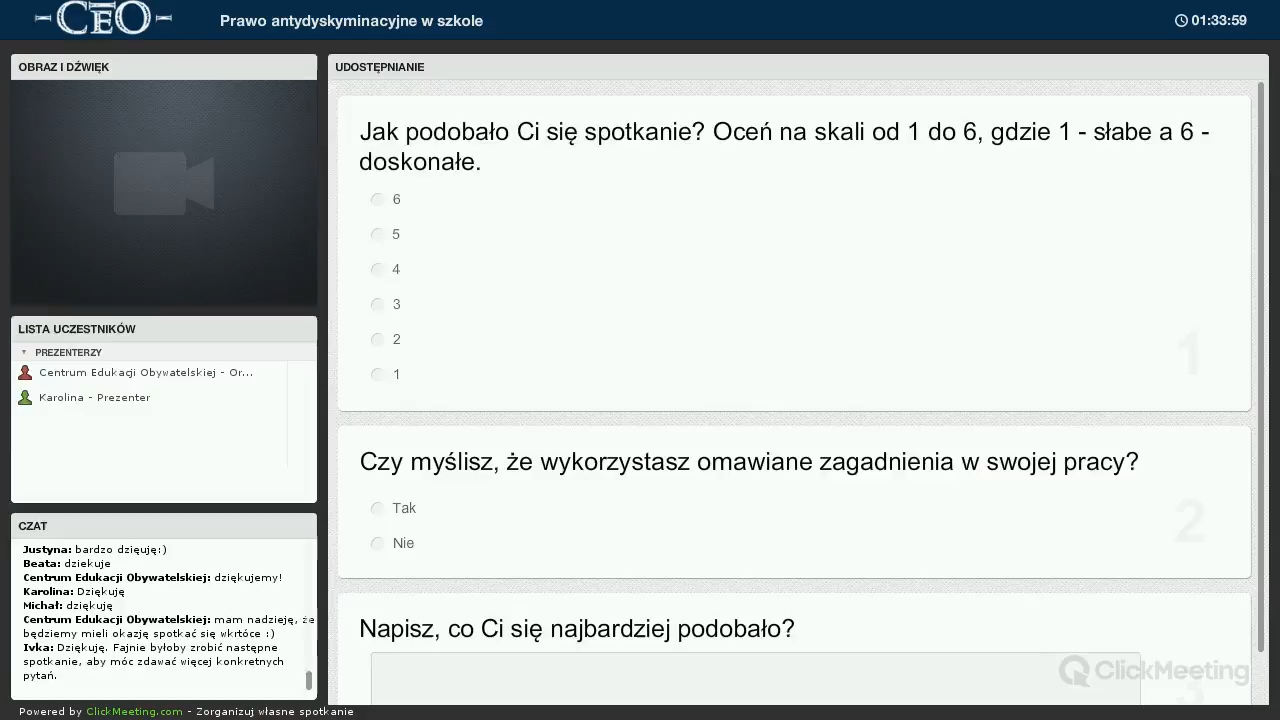 CEO
Prawo antydyskyminacyjne w szkole
01:33:59
OBRAZ I DŹWIĘK
LISTA UCZESTNIKÓW
PREZENTERZY
Centrum Edukacji Obywatelskiej - Or...
Karolina - Prezenter
CZAT
Justyna: bardzo dzięuję:)
Beata: dziekuje
Centrum Edukacji Obywatelskiej: dziękujemy!
Karolina: Dziękuję
Michał: dziękuję
Centrum Edukacji Obywatelskiej: mam nadzieję, że
będziemy mieli okazję spotkać się wkrtóce :)
Ivka: Dziękuję. Fajnie byłoby zrobić następne
spotkanie, aby móc zdawać więcej konkretnych
pytań.
UDOSTĘPNIANIE
Jak podobało Ci się spotkanie? Oceń na skali od 1 do 6, gdzie 1 - słabe a 6 -
doskonałe.
6
5
4
3
2
1
1
Czy myślisz, że wykorzystasz omawiane zagadnienia w swojej pracy?
Tak
Nie
2
Napisz, co Ci się najbardziej podobało?
3
ClickMeeting
Powered by ClickMeeting.com - Zorganizuj własne spotkanie